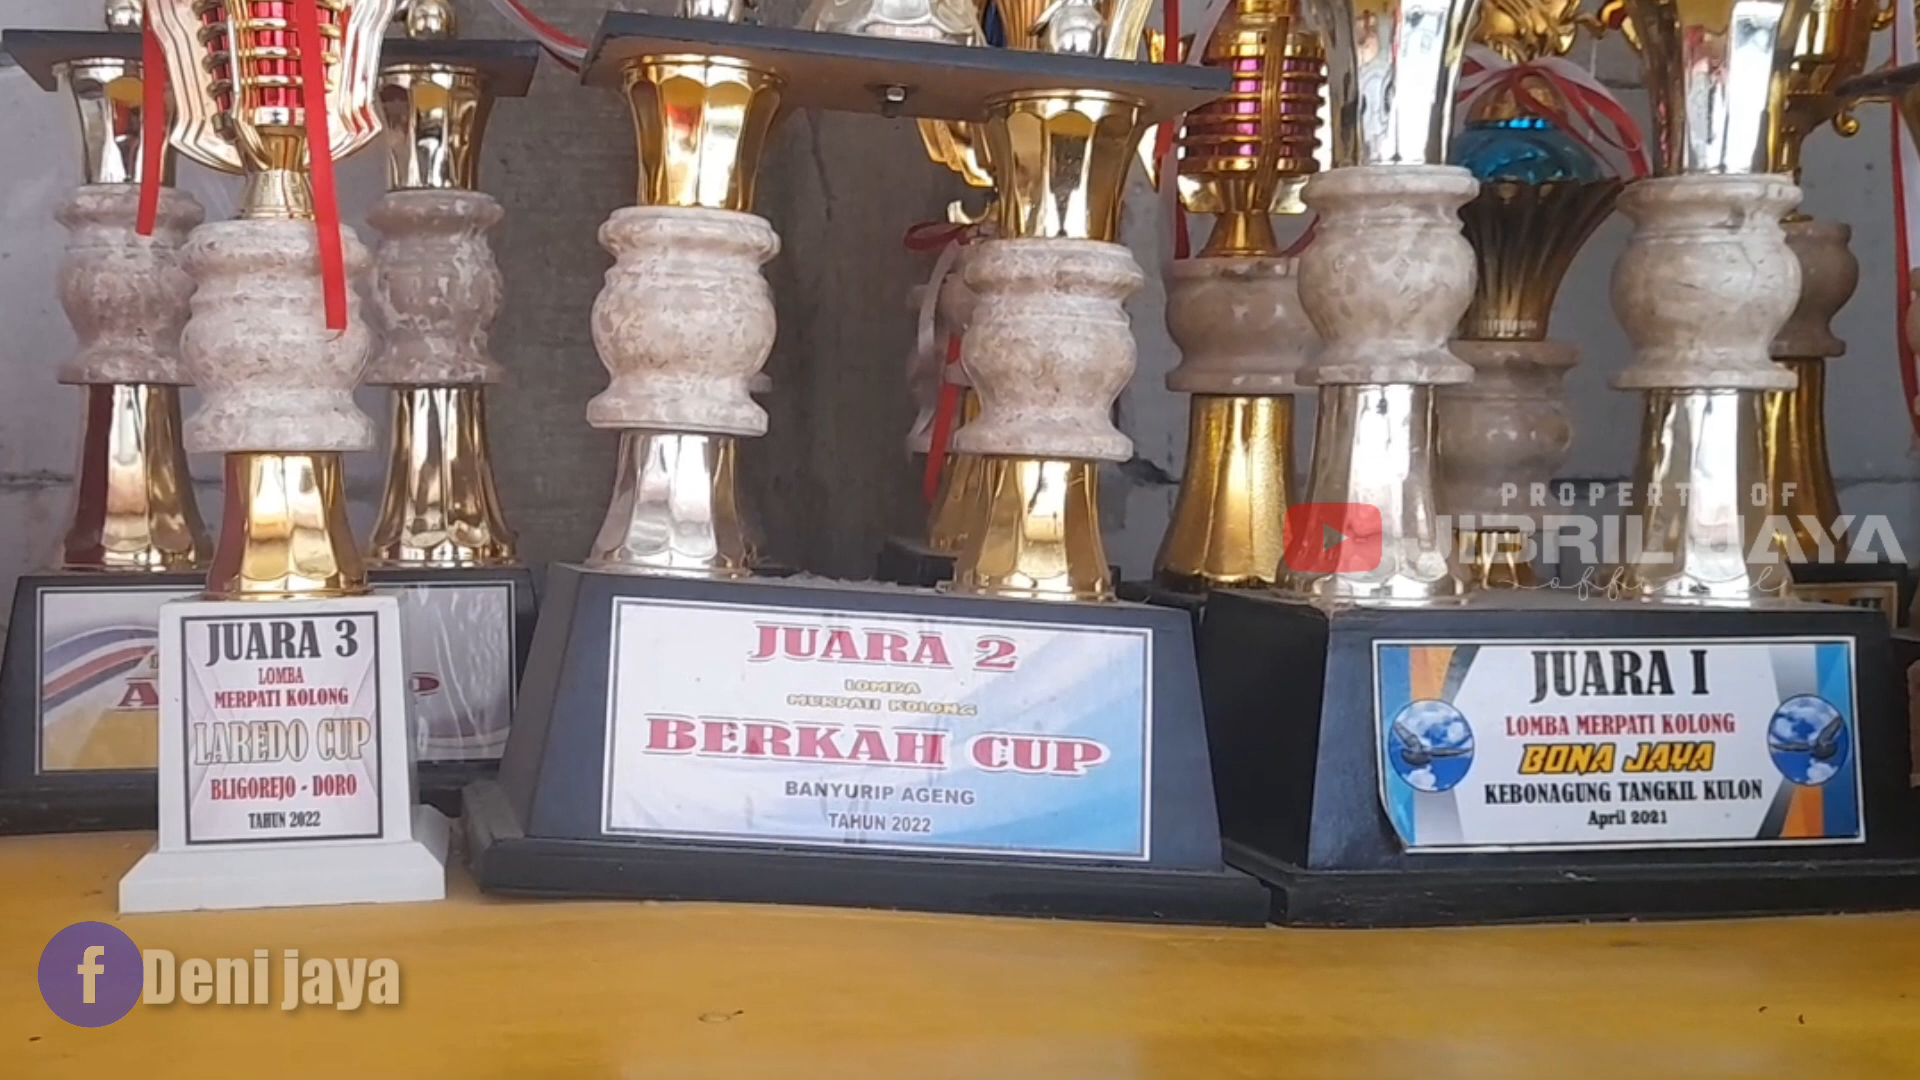 JUARA 3
LOMBA
MERPATI KOLONG
LAREDO CUP
BLIGOREJO - DORO
TAHUN 2022
JUARA 2
LOMBA
MERPATI KOLONG
BERKAH CUP
BANYURIP AGENG
TAHUN 2022
JUARA I
LOMBA MERPATI KOLONG
BONA JAYA
KEBONAGUNG TANGKIL KULON
April 2021
PROPERTY OF
JIBRIL JAYA
official
f Deni jaya